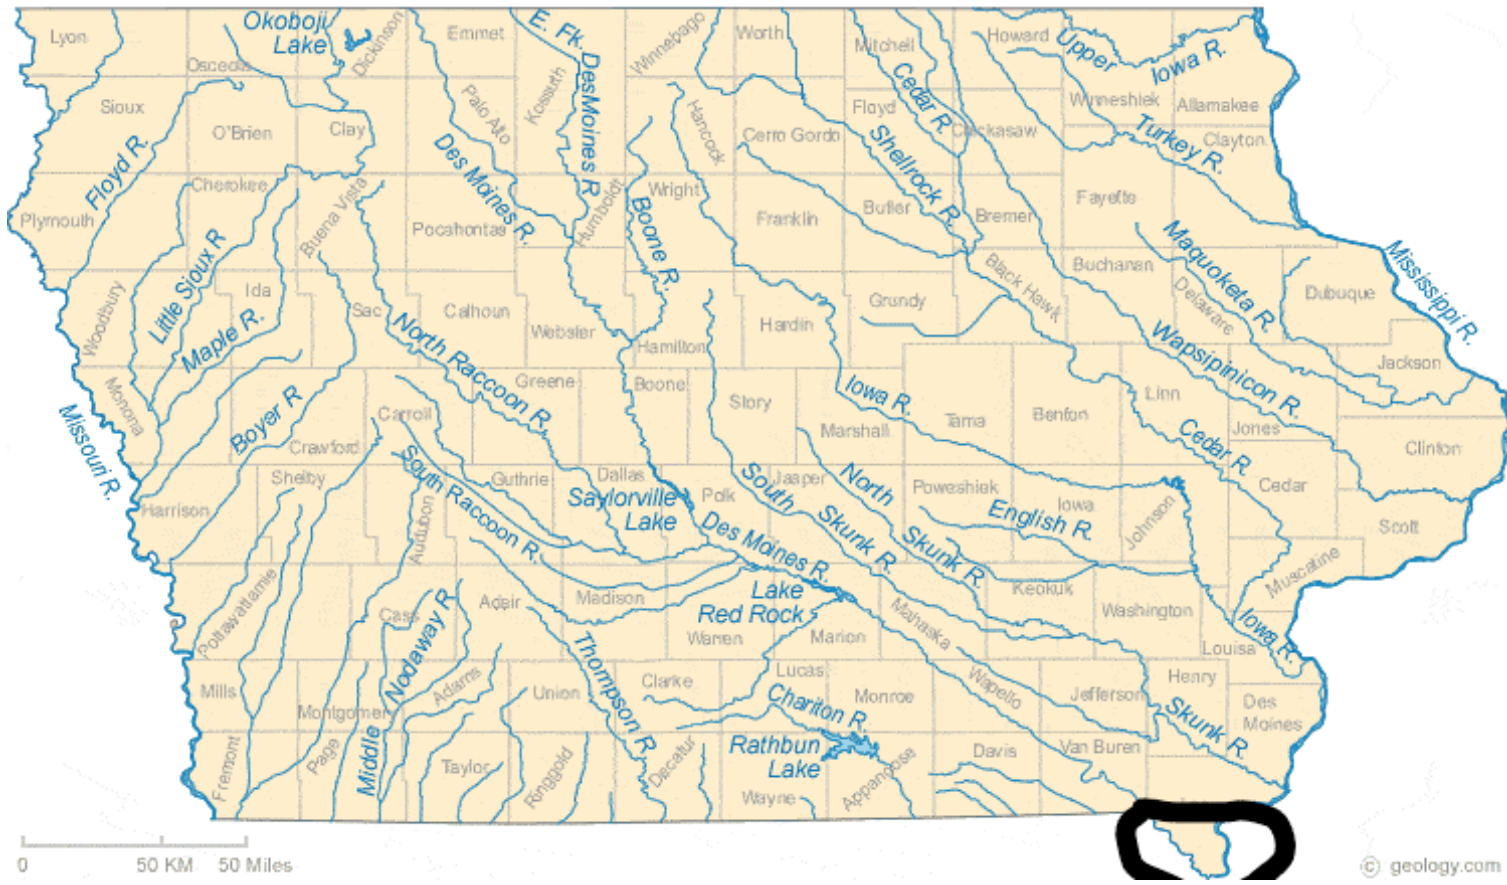 Okoboji
Lake
Lyon
Osceola
Dickinson
Emmet
E. Fk. DesMoines R.
Winnebago
Worth
Mitchell
Howard
Upper
Iowa R.
Sioux
O'Brien
Clay
Palo Alto
Kossuth
Hancock
Cerro Gordo
Floyd
Cedar R.
Chickasaw
Winneshiek
Allamakee
Turkey R.
Clayton
Floyd R.
Plymouth
Cherokee
Buena Vista
Des Moines R.
Pocahontas
Humboldt
Wright
Boone R.
Franklin
Butler
Shellrock R.
Bremer
Fayette
Mississippi R.
Woodbury
Little Sioux R
Ida
Maple R.
Sac
Calhoun
North Raccoon R.
Webster
Hamilton
Hardin
Grundy
Black Hawk
Buchanan
Delaware
Maquoketa R.
Dubuque
Wapsipinicon R.
Jackson
Missouri R.
Monona
Boyer R
Crawford
Carroll
Greene
Boone
Story
Marshall
Iowa R.
Tama
Benton
Linn
Cedar R.
Jones
Clinton
Harrison
Shelby
Audubon
South Raccoon R.
Guthrie
Dallas
Saylorville
Lake
Polk
Jasper
South
Skunk R.
North
Skunk R.
Poweshiek
Iowa
English R.
Johnson
Cedar
Scott
Muscatine
Pottawattamie
Cass
Adair
Madison
Des Moines R.
Lake
Red Rock
Warren
Marion
Mahaska
Keokuk
Washington
Louisa
Iowa R.
Mills
Montgomery
Middle
Nodaway R
Adams
Union
Thompson R.
Clarke
Lucas
Chariton R.
Monroe
Wapello
Jefferson
Henry
Skunk R.
Des
Moines
Fremont
Page
Taylor
Ringgold
Decatur
Wayne
Rathbun
Lake
Appanoose
Davis
Van Buren
0
50 KM
50 Miles
© geology.com